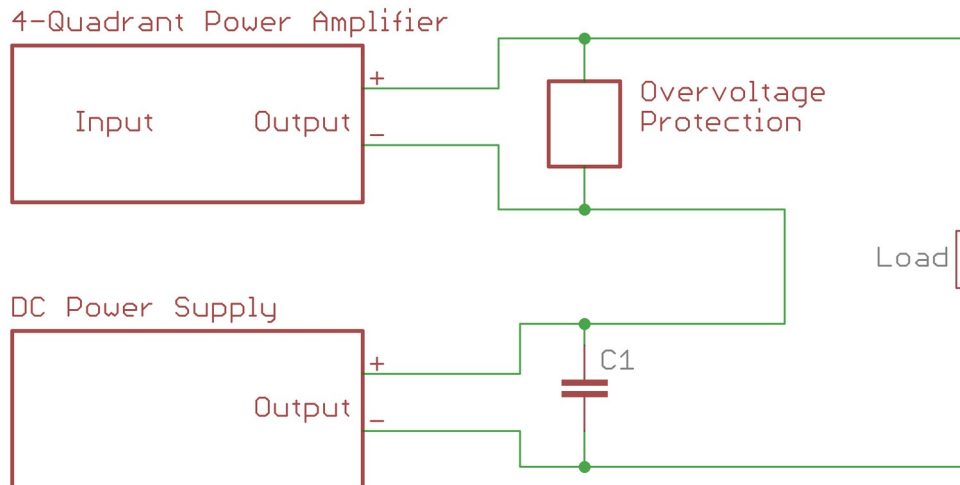 4-Quadrant Power Amplifier
+
Input
Output
−
Overvoltage
Protection
Load
DC Power Supply
+
C1
Output
−